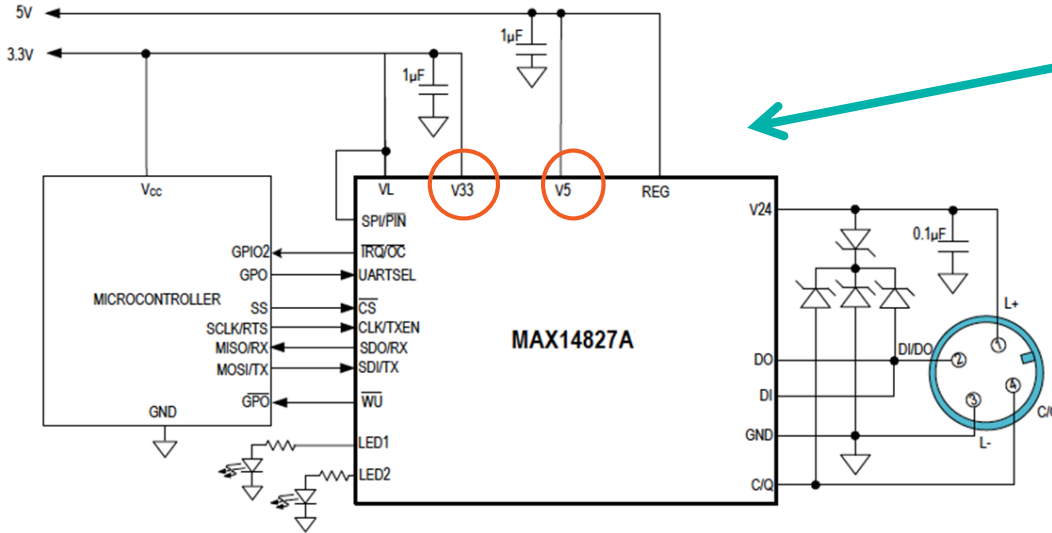 5V
1µF
3.3V
1µF
Vcc
VL
V33
V5
REG
V24
SPI/PIN
GPIO2
IRQ/OC
0.1µF
GPO
UARTSEL
MICROCONTROLLER
SS
CS
L+
SCLK/RTS
CLK/TXEN
MAX14827A
MISO/RX
SDO/RX
DI/DO
1
DO
2
MOSI/TX
SDI/TX
4
DI
3
GPO
WU
C/Q
GND
GND
L-
LED1
LED2
C/Q